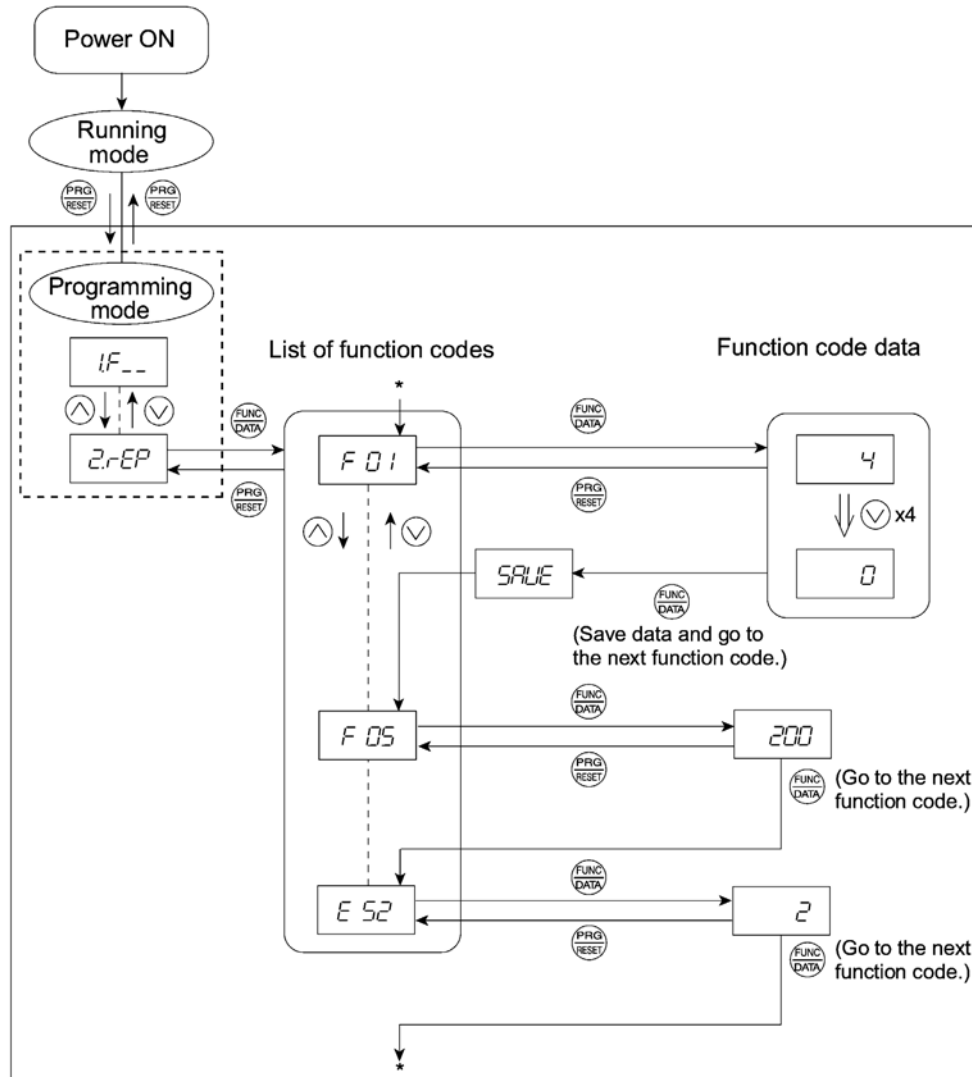 Power ON
Running
mode
PRG
RESET
PRG
RESET
Programming
mode
1.F__
2.rEP
FUNC
DATA
PRG
RESET
List of function codes
*
F 01
FUNC
DATA
PRG
RESET
Function code data
4
x4
0
SAVE
FUNC
DATA
(Save data and go to
the next function code.)
F 05
FUNC
DATA
PRG
RESET
200
FUNC
DATA
(Go to the next
function code.)
E 52
FUNC
DATA
PRG
RESET
2
FUNC
DATA
(Go to the next
function code.)
*